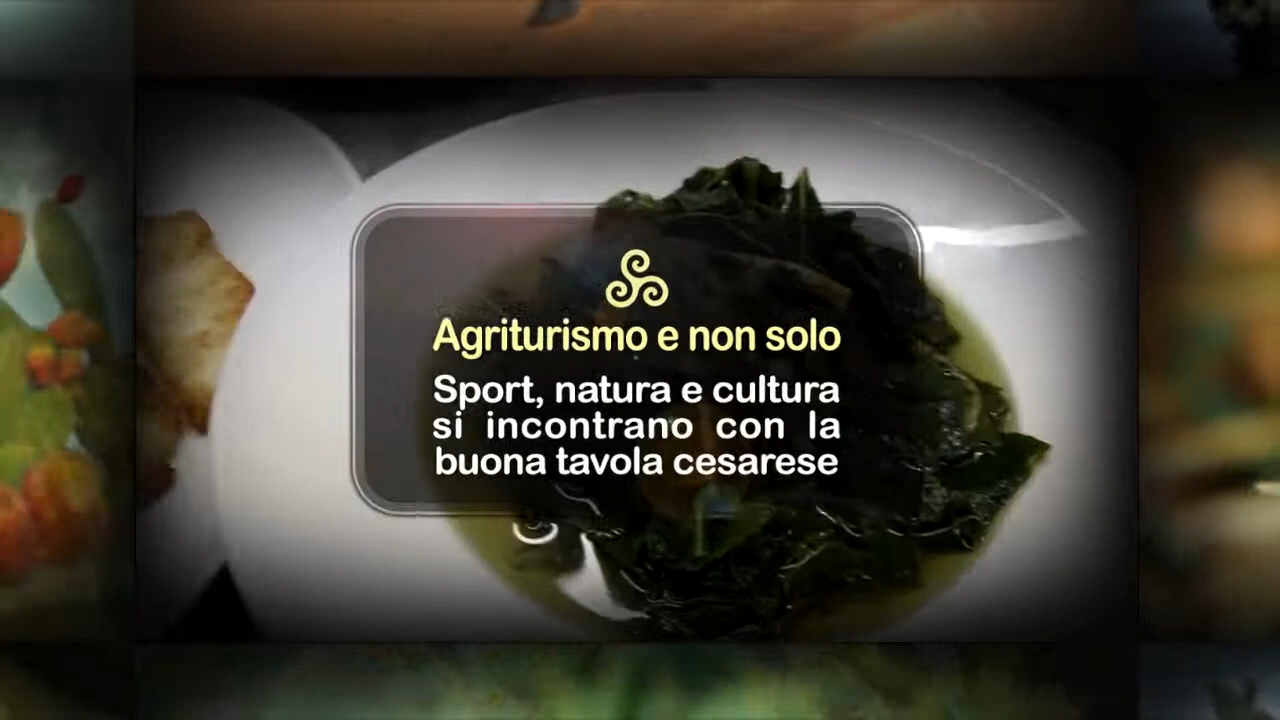 Agriturismo e non solo
Sport, natura e cultura
si incontrano con la
buona tavola cesarese